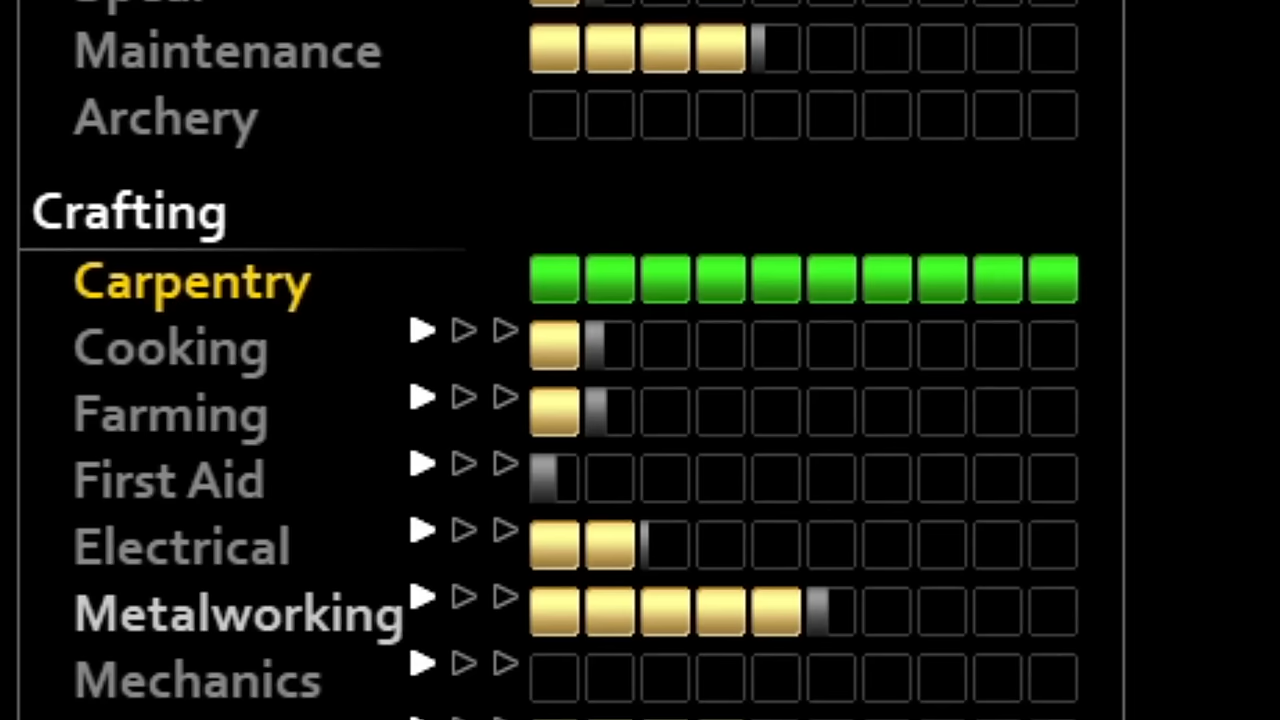 Maintenance
Archery
Crafting
Carpentry
Cooking
Farming
First Aid
Electrical
Metalworking
Mechanics